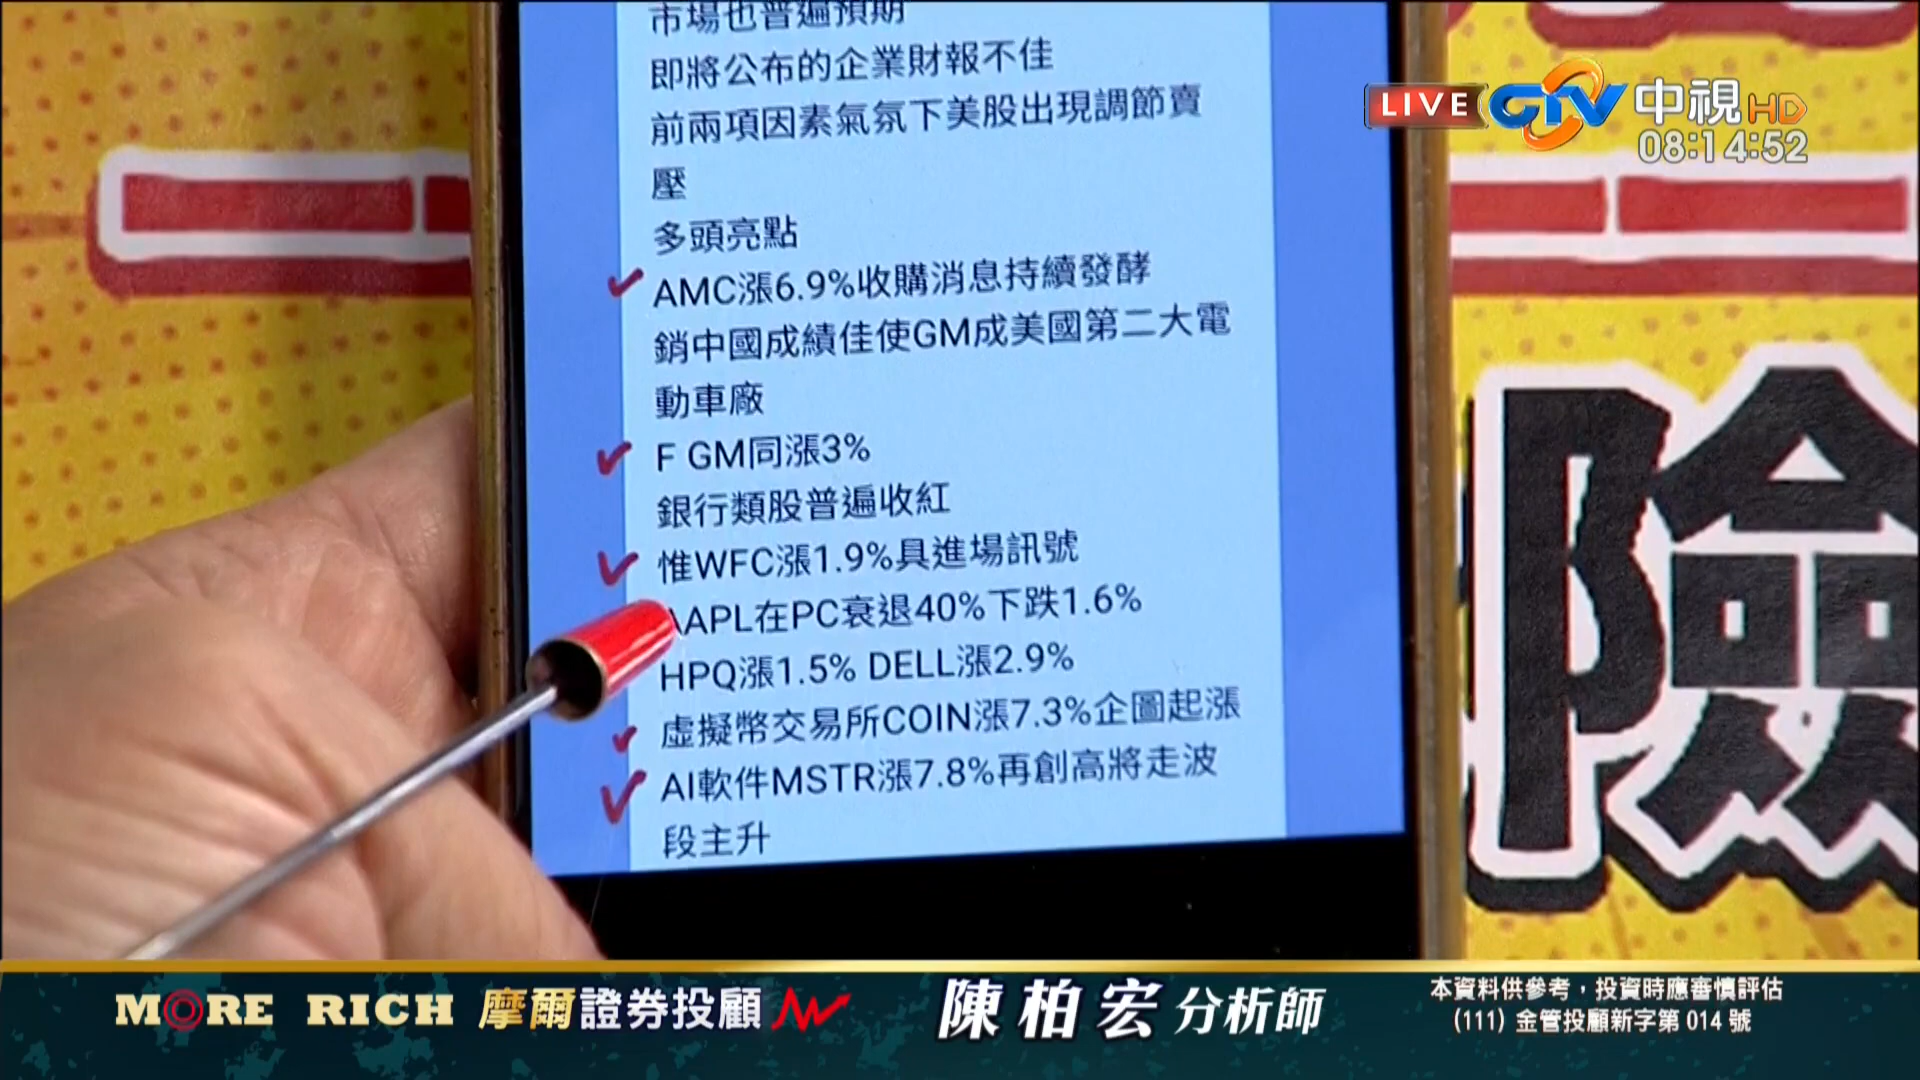 市場也普遍預期
即將公布的企業財報不佳
前兩項因素氣氛下美股出現調節賣
壓
多頭亮點
AMC漲6.9%收購消息持續發酵
銷中國成績佳使GM成美國第二大電
動車廠
F GM同漲3%
銀行類股普遍收紅
惟WFC漲1.9%具進場訊號
AAPL在PC衰退40%下跌1.6%
HPQ漲1.5% DELL漲2.9%
虛擬幣交易所COIN漲7.3%企圖起漲
AI軟件MSTR漲7.8%再創高將走波
段主升
LIVE CTV 中視HD
08:14:52
險
MORE RICH 摩爾證券投顧
陳柏宏 分析師
本資料供參考，投資時應審慎評估
(111) 金管投顧新字第 014 號